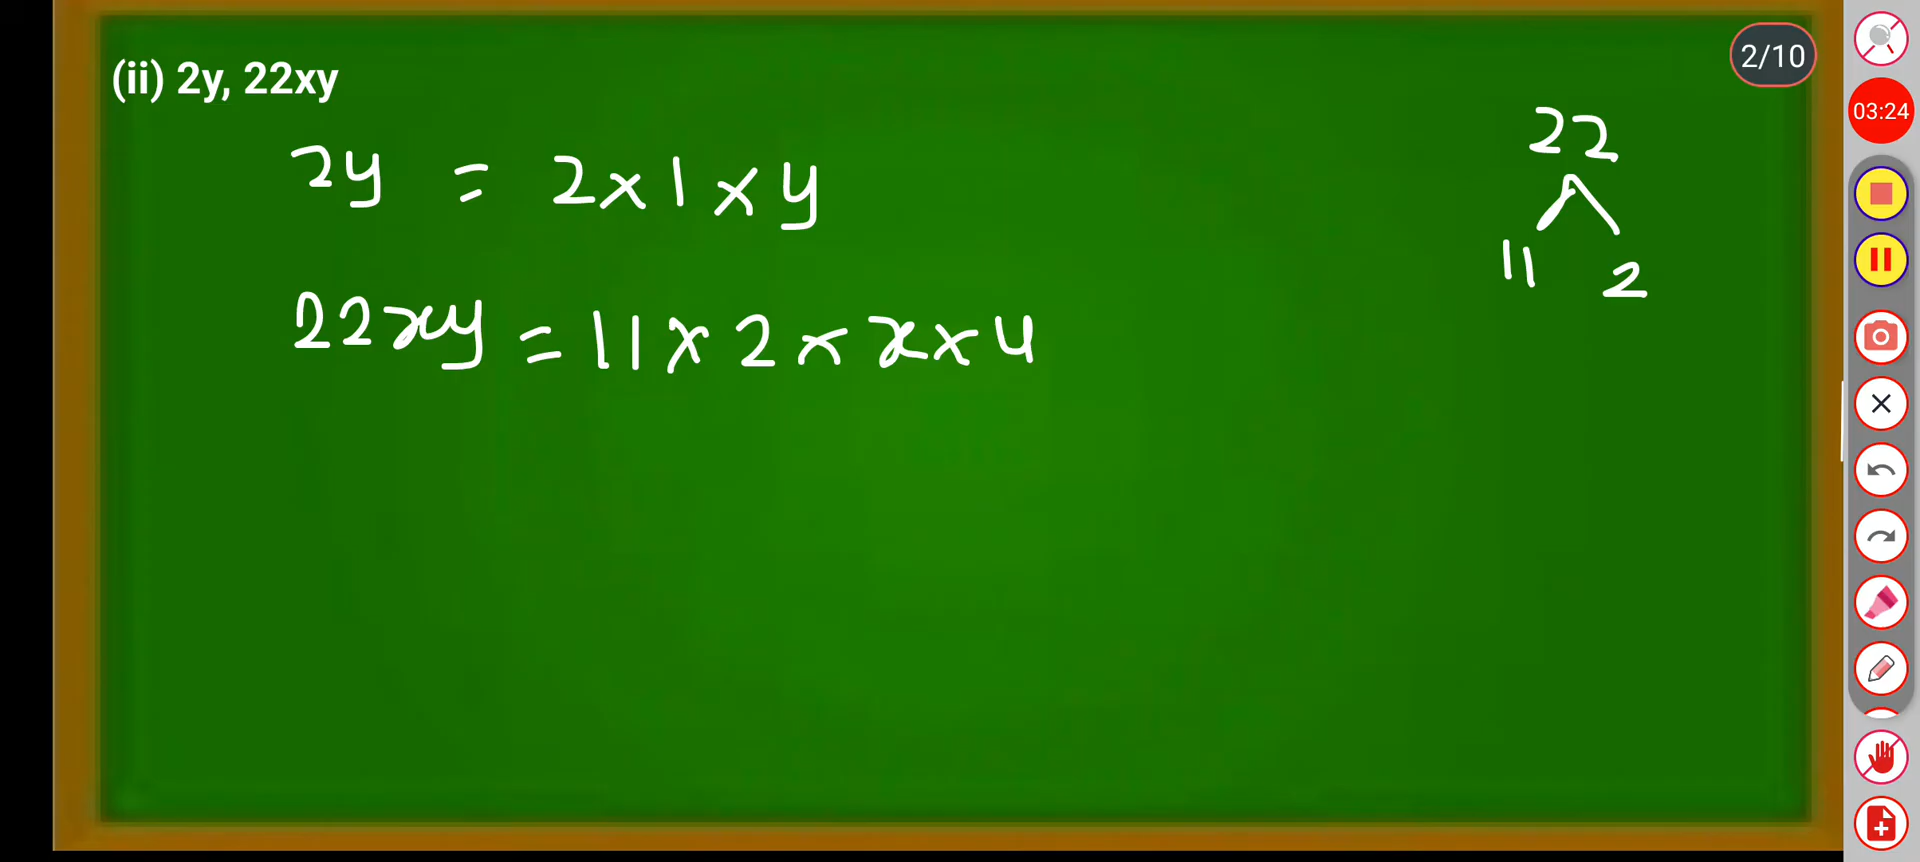 (ii) 2y, 22xy
2/10
03:24
2y = 2 x 1 x y
22
11 2
22xy = 11 x 2 x x x y